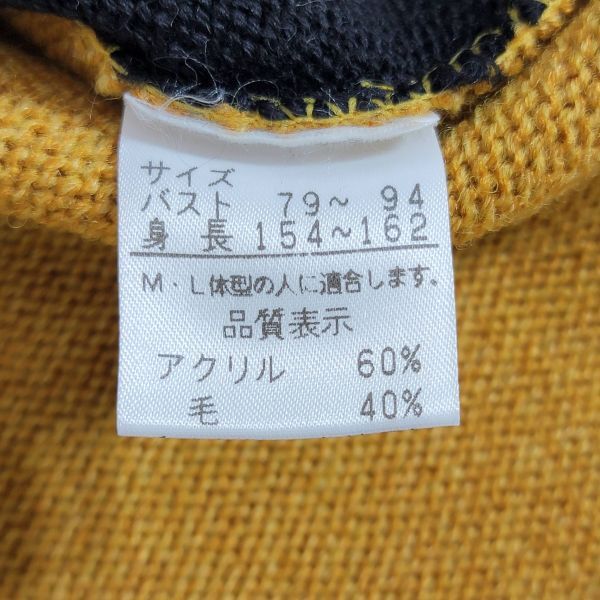 サイズ
バスト 79～ 94
身 長 154～162
M・L体型の人に適合します。
品質表示
アクリル 60%
毛 40%